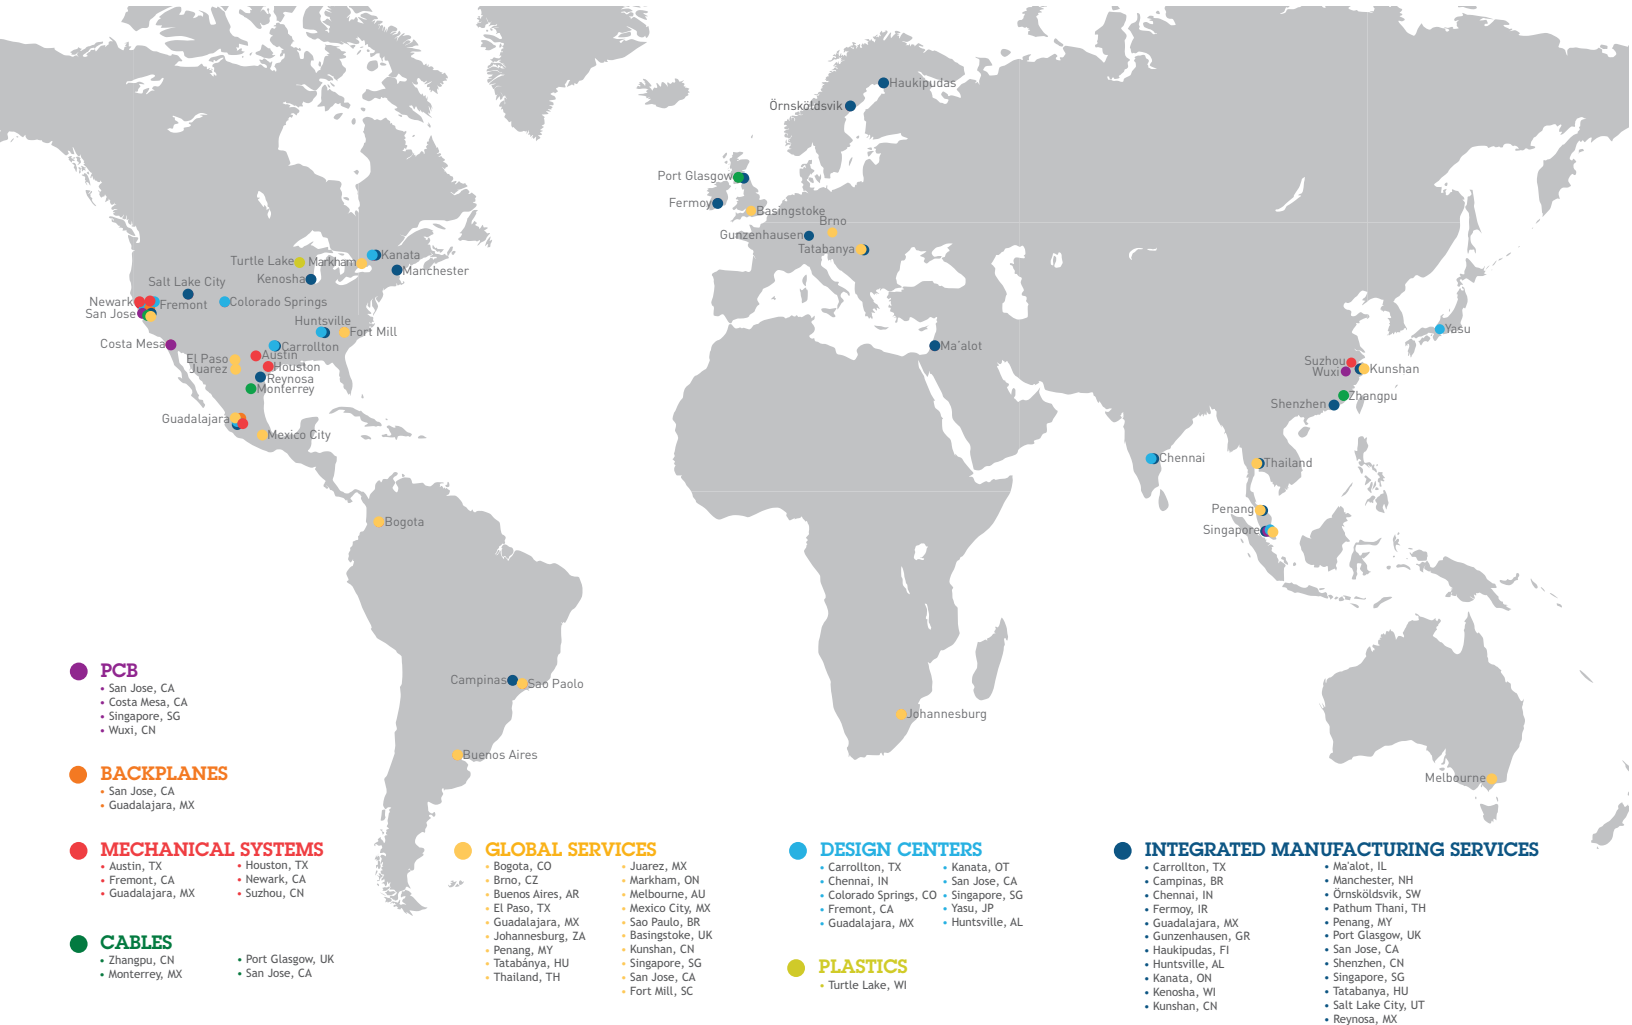 Haukipudas
Örnsköldsvik
Port Glasgow
Fermoy
Basingstoke
Brno
Gunzenhausen
Tatabanya
Turtle Lake
Markham
Kanata
Manchester
Kenosha
Salt Lake City
Newark
Fremont
Colorado Springs
San Jose
Huntsville
Fort Mill
Yasu
Costa Mesa
Carrollton
Ma'alot
El Paso
Austin
Suzhou
Juarez
Houston
Wuxi
Kunshan
Reynosa
Monterrey
Zhangpu
Shenzhen
Guadalajara
Mexico City
Chennai
Thailand
Penang
Bogota
Singapore
Campinas
Sao Paolo
Johannesburg
Buenos Aires
Melbourne
PCB
• San Jose, CA
• Costa Mesa, CA
• Singapore, SG
• Wuxi, CN
BACKPLANES
• San Jose, CA
• Guadalajara, MX
MECHANICAL SYSTEMS
• Austin, TX
• Fremont, CA
• Guadalajara, MX
• Houston, TX
• Newark, CA
• Suzhou, CN
CABLES
• Zhangpu, CN
• Monterrey, MX
• Port Glasgow, UK
• San Jose, CA
GLOBAL SERVICES
• Bogota, CO
• Brno, CZ
• Buenos Aires, AR
• El Paso, TX
• Guadalajara, MX
• Johannesburg, ZA
• Penang, MY
• Tatabánya, HU
• Thailand, TH
• Juarez, MX
• Markham, ON
• Melbourne, AU
• Mexico City, MX
• Sao Paulo, BR
• Basingstoke, UK
• Kunshan, CN
• Singapore, SG
• San Jose, CA
• Fort Mill, SC
DESIGN CENTERS
• Carrollton, TX
• Chennai, IN
• Colorado Springs, CO
• Fremont, CA
• Guadalajara, MX
• Kanata, OT
• San Jose, CA
• Singapore, SG
• Yasu, JP
• Huntsville, AL
PLASTICS
• Turtle Lake, WI
INTEGRATED MANUFACTURING SERVICES
• Carrollton, TX
• Campinas, BR
• Chennai, IN
• Fermoy, IR
• Guadalajara, MX
• Gunzenhausen, GR
• Haukipudas, FI
• Huntsville, AL
• Kanata, ON
• Kenosha, WI
• Kunshan, CN
• Ma'alot, IL
• Manchester, NH
• Örnsköldsvik, SW
• Pathum Thani, TH
• Penang, MY
• Port Glasgow, UK
• San Jose, CA
• Shenzhen, CN
• Singapore, SG
• Tatabanya, HU
• Salt Lake City, UT
• Reynosa, MX